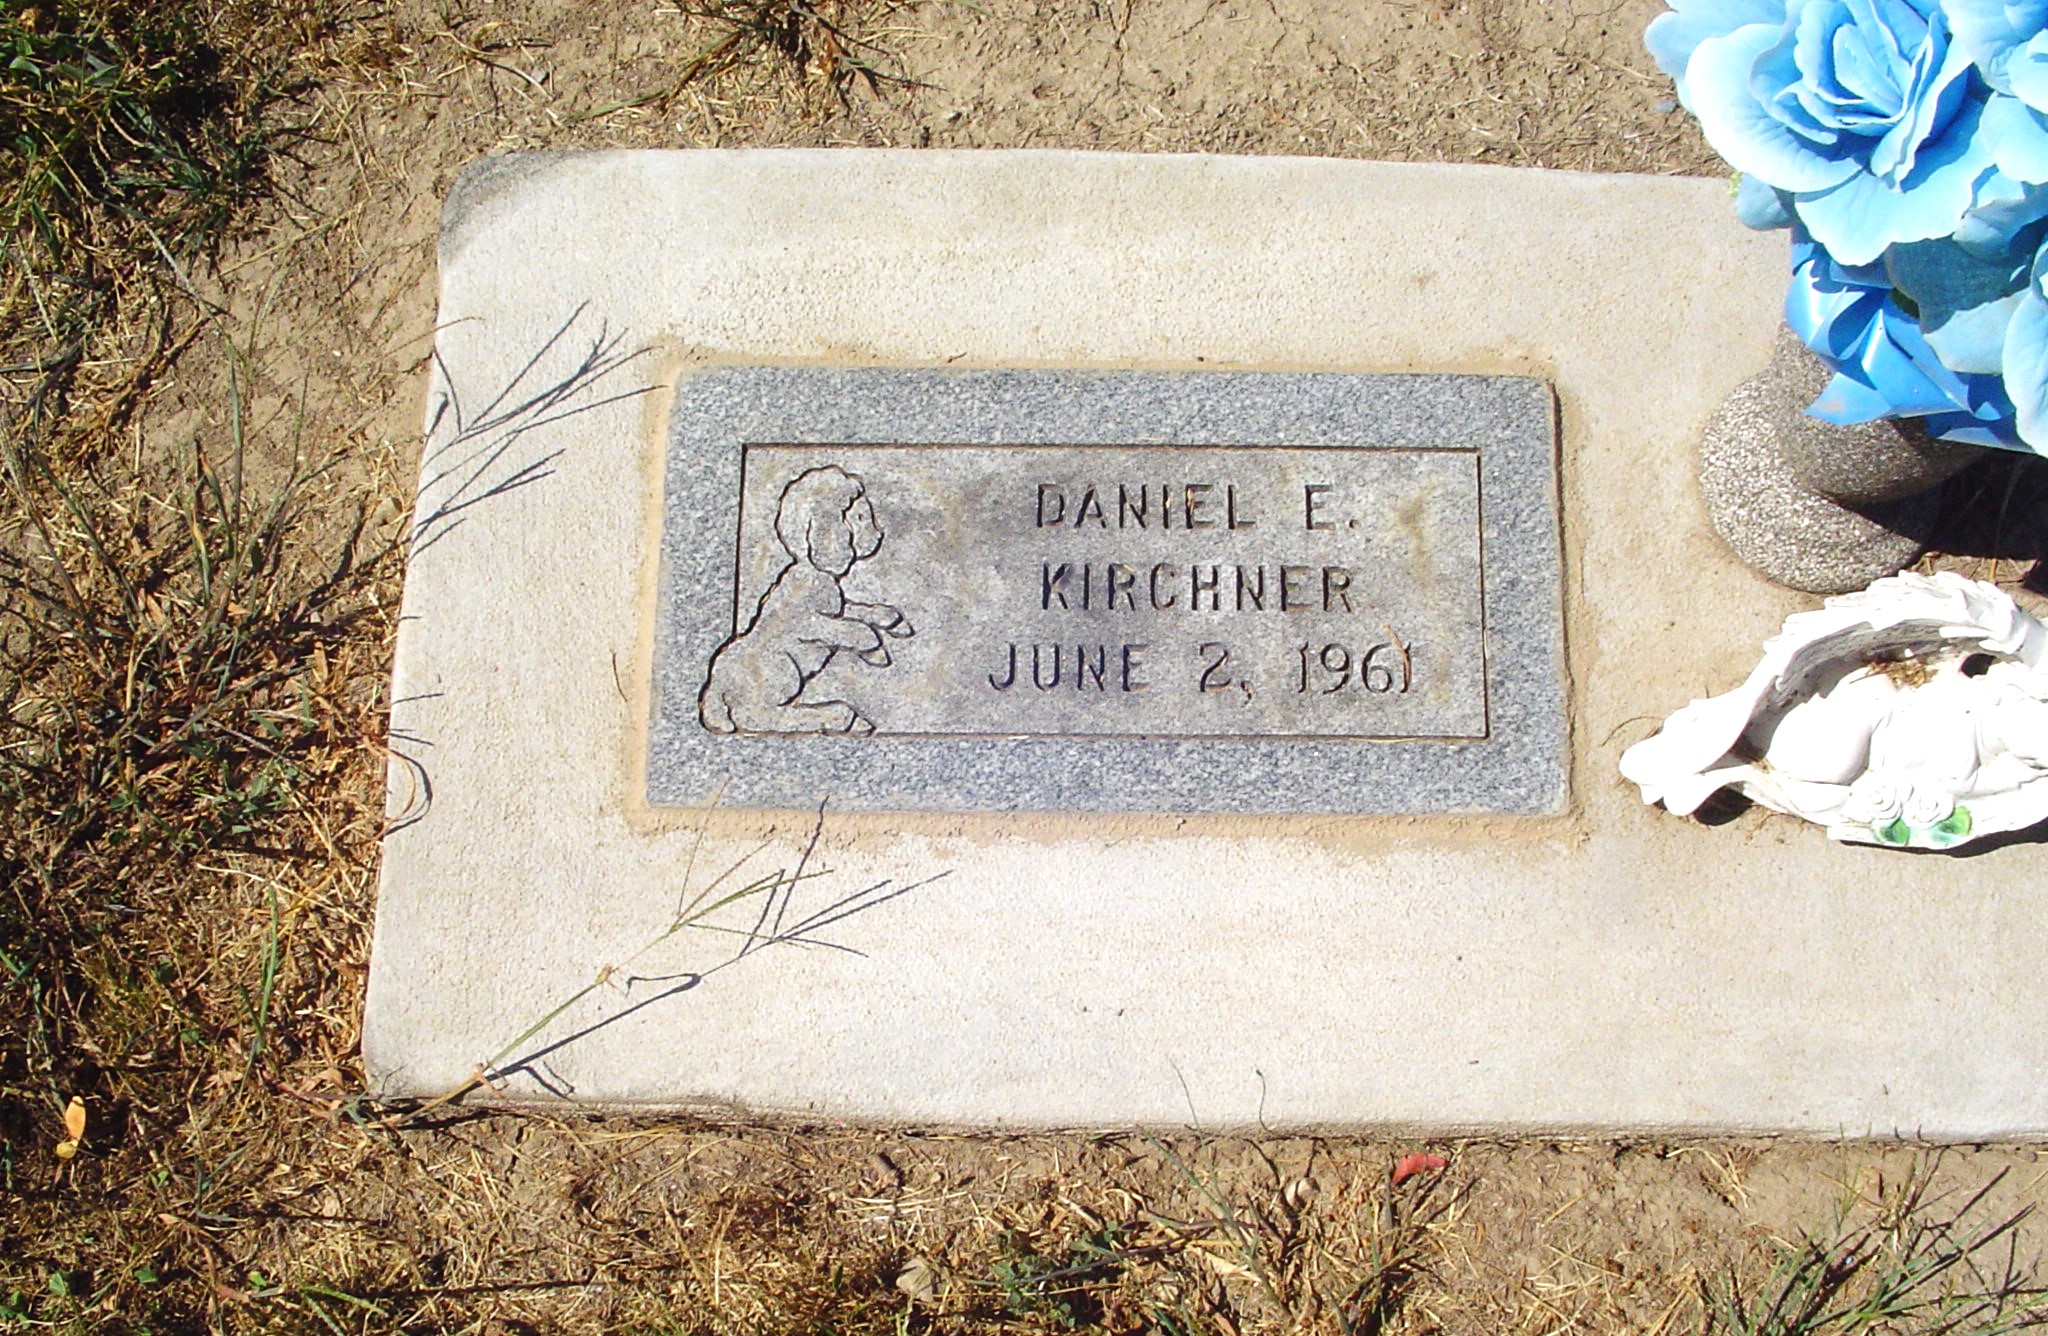 DANIEL E.
KIRCHNER
JUNE 2, 1961